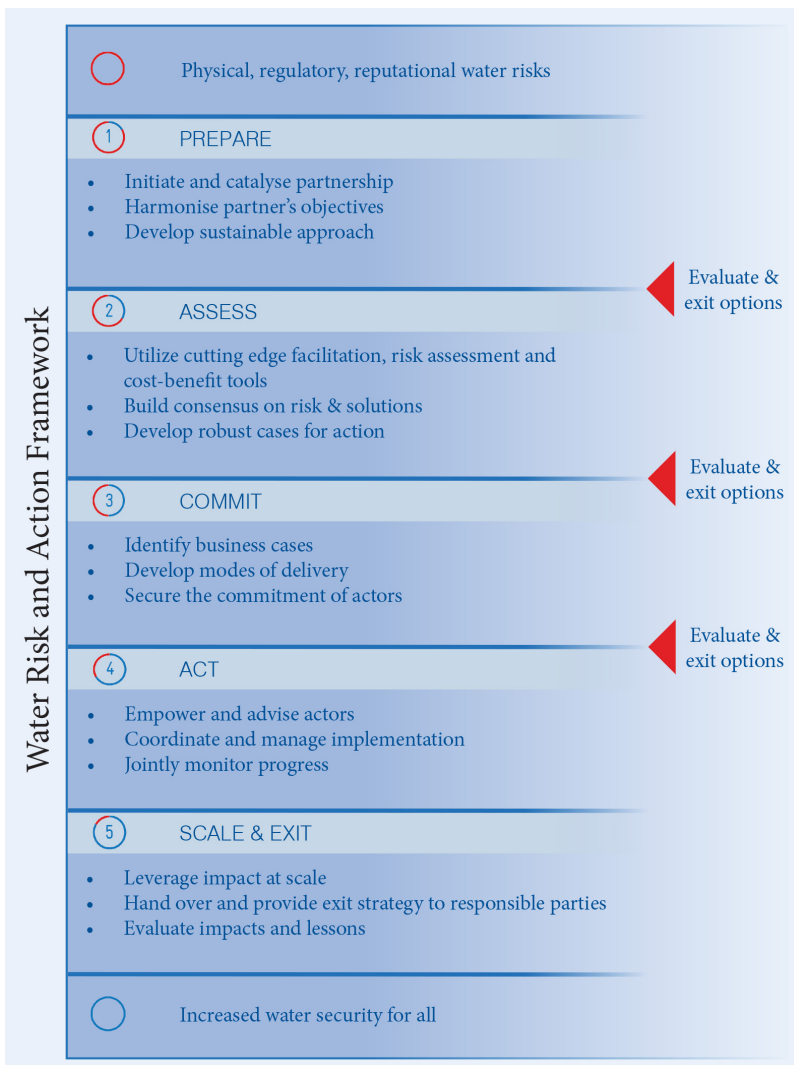 Water Risk and Action Framework
Physical, regulatory, reputational water risks
1 PREPARE
• Initiate and catalyse partnership
• Harmonise partner’s objectives
• Develop sustainable approach
Evaluate &
exit options
2 ASSESS
• Utilize cutting edge facilitation, risk assessment and
cost-benefit tools
• Build consensus on risk & solutions
• Develop robust cases for action
Evaluate &
exit options
3 COMMIT
• Identify business cases
• Develop modes of delivery
• Secure the commitment of actors
Evaluate &
exit options
4 ACT
• Empower and advise actors
• Coordinate and manage implementation
• Jointly monitor progress
5 SCALE & EXIT
• Leverage impact at scale
• Hand over and provide exit strategy to responsible parties
• Evaluate impacts and lessons
Increased water security for all